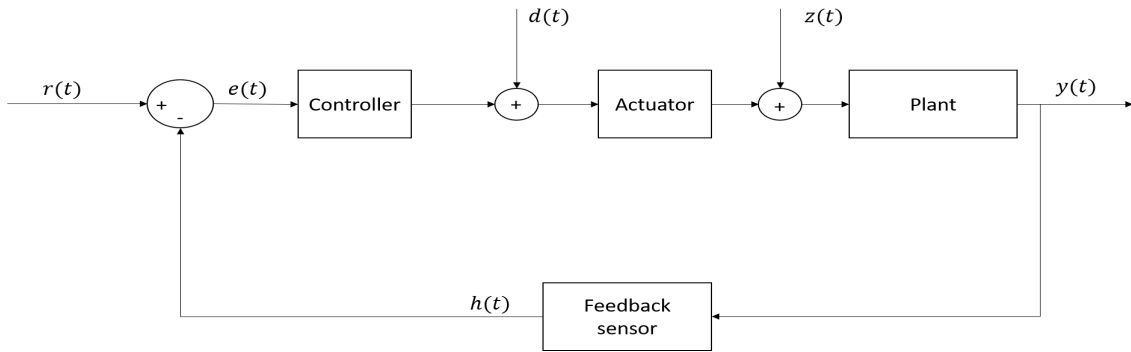 d(t)
z(t)
r(t)
+
-
e(t)
Controller
+
Actuator
+
Plant
y(t)
h(t)
Feedback
sensor